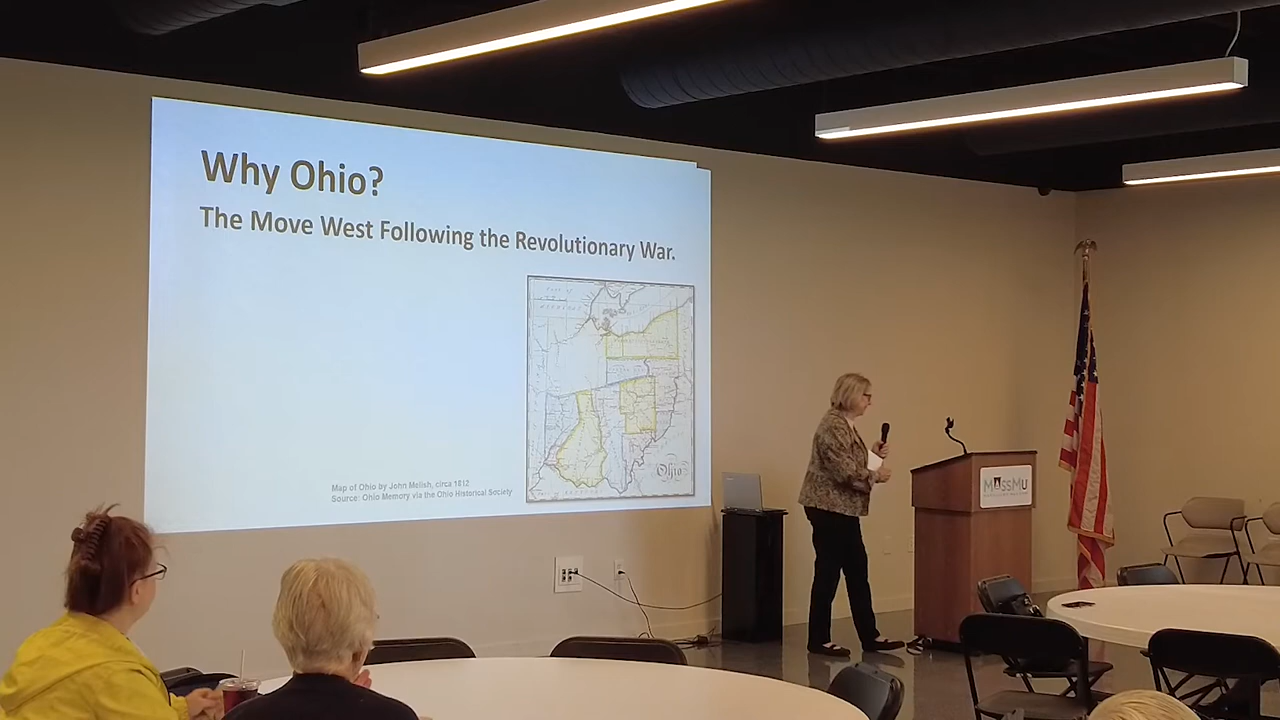 Why Ohio?
The Move West Following the Revolutionary War.
Ohio
Map of Ohio by John Melish, circa 1812
Source: Ohio Memory via the Ohio Historical Society
MASSMU